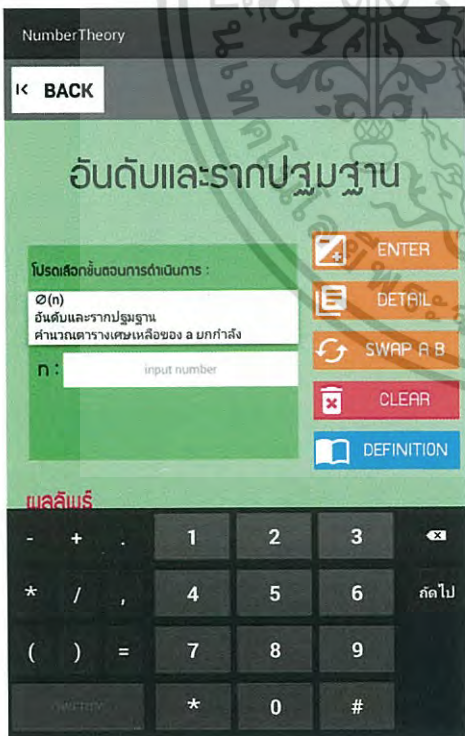 NumberTheory
BACK
อันดับและรากปฐมฐาน
โปรดเลือกขั้นตอนการดำเนินการ :
Ø(n)
อันดับและรากปฐมฐาน
คำนวณตารางเศษเหลือของ a ยกกำลัง
n : input number
ENTER
DETAIL
SWAP A B
CLEAR
DEFINITION
ผลลัพธ์
- + . 1 2 3
* / , 4 5 6 ถัดไป
( ) = 7 8 9
* 0 #